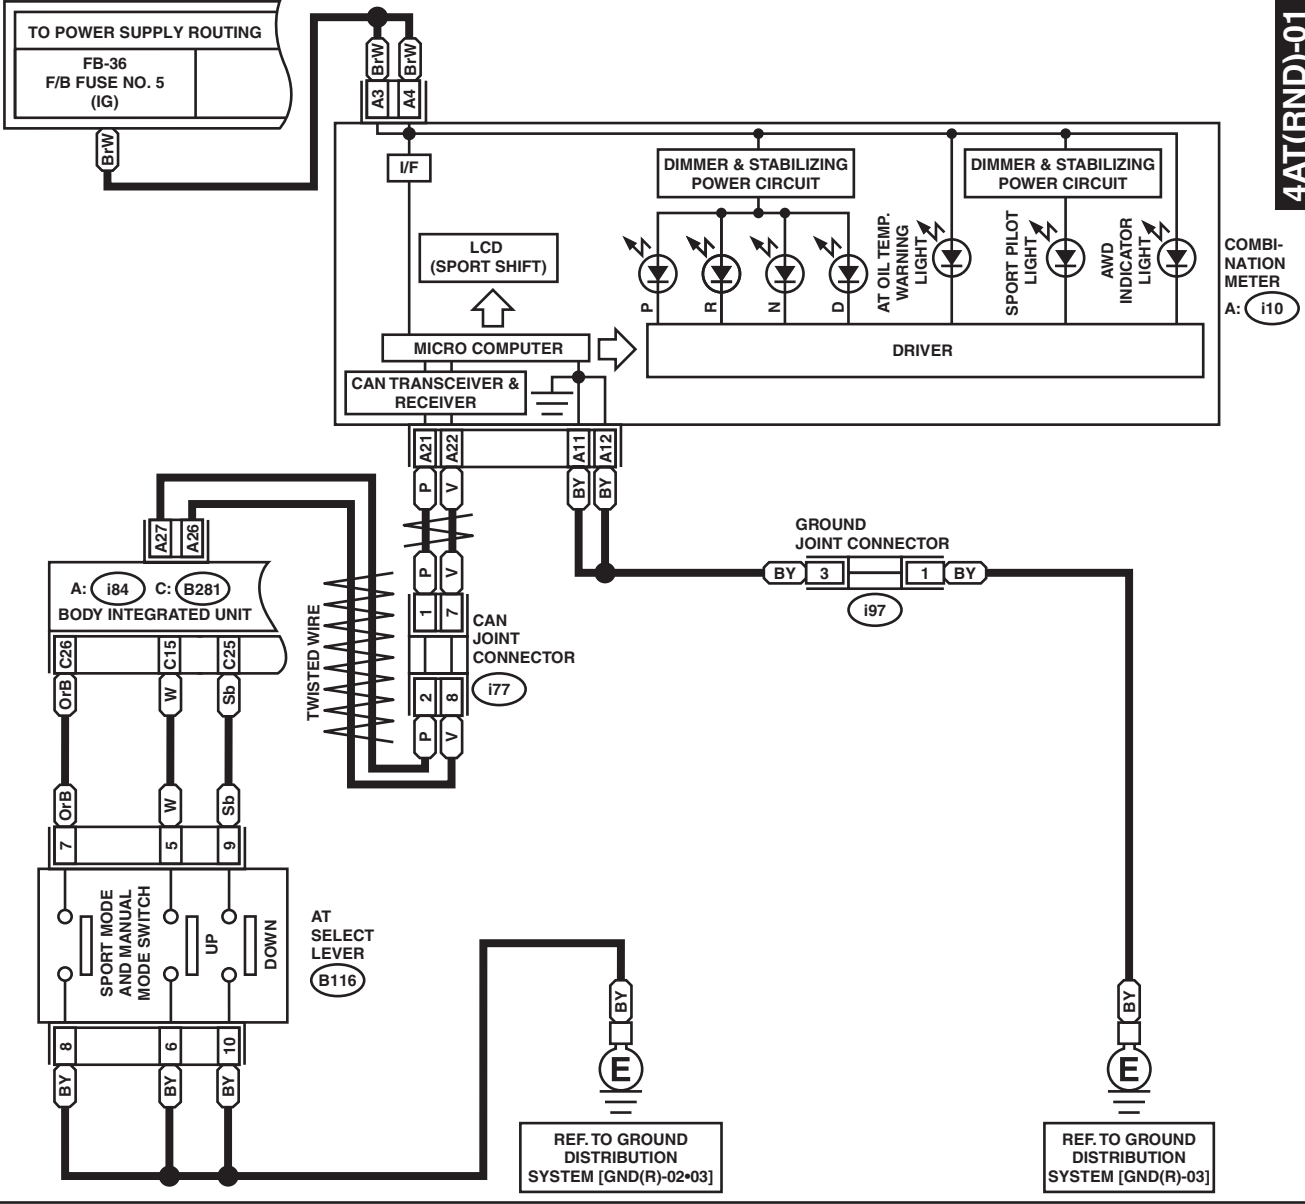 4AT(RND)-01
TO POWER SUPPLY ROUTING
FB-36
F/B FUSE NO. 5
(IG)
BrW
BrW
BrW
A3
A4
I/F
DIMMER & STABILIZING
POWER CIRCUIT
DIMMER & STABILIZING
POWER CIRCUIT
LCD
(SPORT SHIFT)
P
R
N
D
AT OIL TEMP.
WARNING
LIGHT
SPORT PILOT
LIGHT
AWD
INDICATOR
LIGHT
COMBI-
NATION
METER
A: i10
MICRO COMPUTER
DRIVER
CAN TRANSCEIVER &
RECEIVER
A21
A22
A11
A12
P
V
BY
BY
A27
A26
GROUND
JOINT CONNECTOR
BY
3
1
BY
i97
A: i84 C: B281
BODY INTEGRATED UNIT
C26
C15
C25
TWISTED WIRE
P
V
1
7
CAN
JOINT
CONNECTOR
i77
2
8
P
V
OrB
W
Sb
OrB
W
Sb
7
5
9
SPORT MODE
AND MANUAL
MODE SWITCH
UP
DOWN
AT
SELECT
LEVER
B116
8
6
10
BY
BY
BY
BY
E
REF. TO GROUND
DISTRIBUTION
SYSTEM [GND(R)-02•03]
BY
E
REF. TO GROUND
DISTRIBUTION
SYSTEM [GND(R)-03]